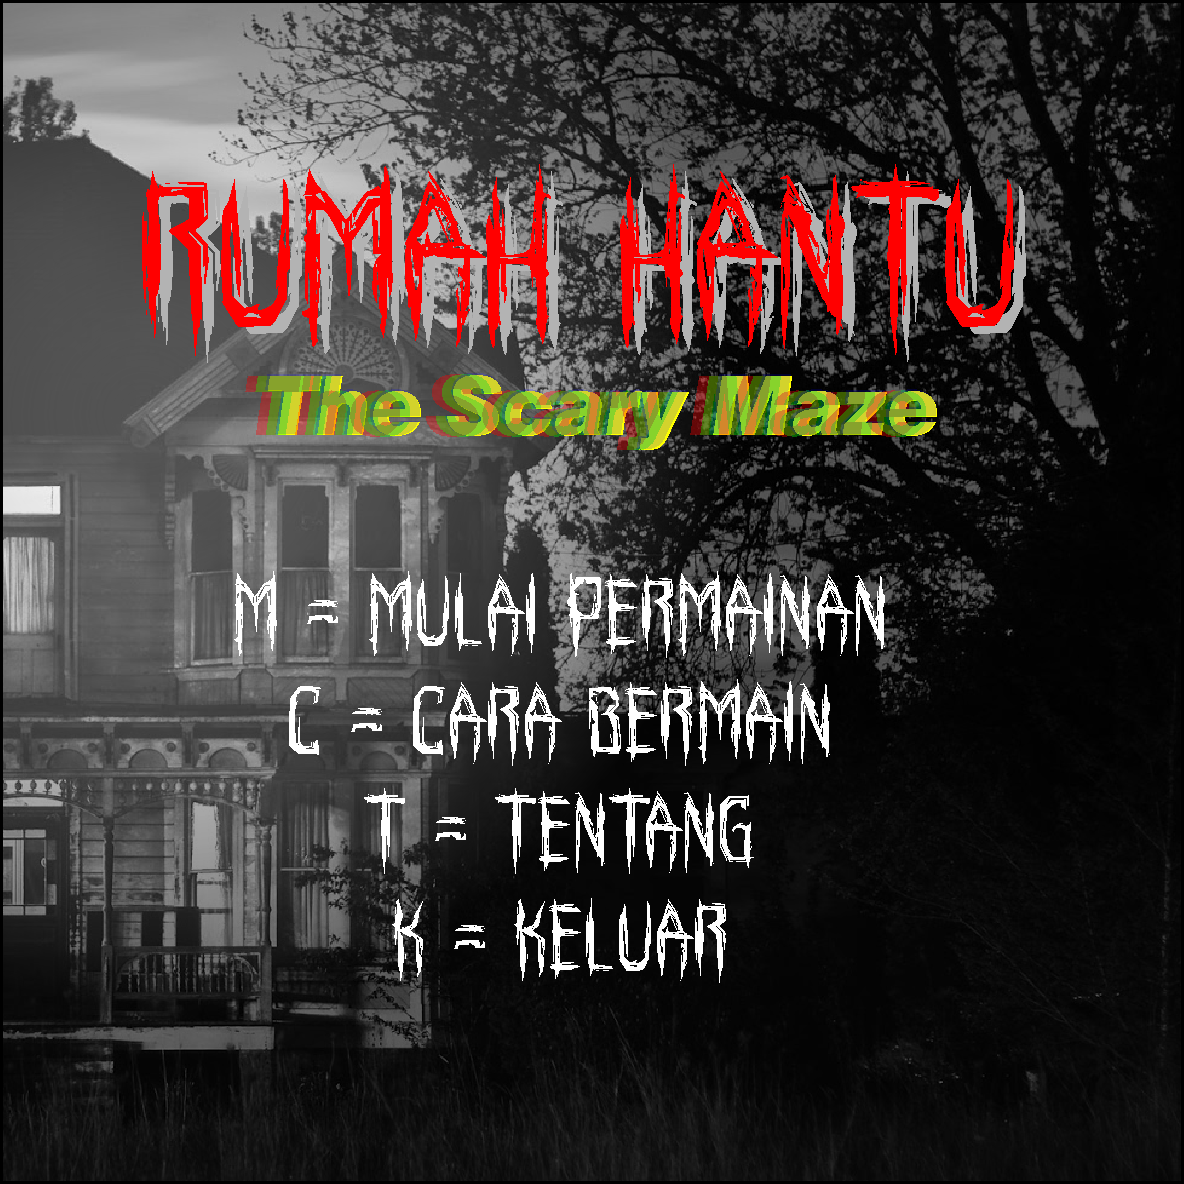 RUMAH HANTU
The Scary Maze
M = MULAI PERMAINAN
C = CARA BERMAIN
T = TENTANG
K = KELUAR